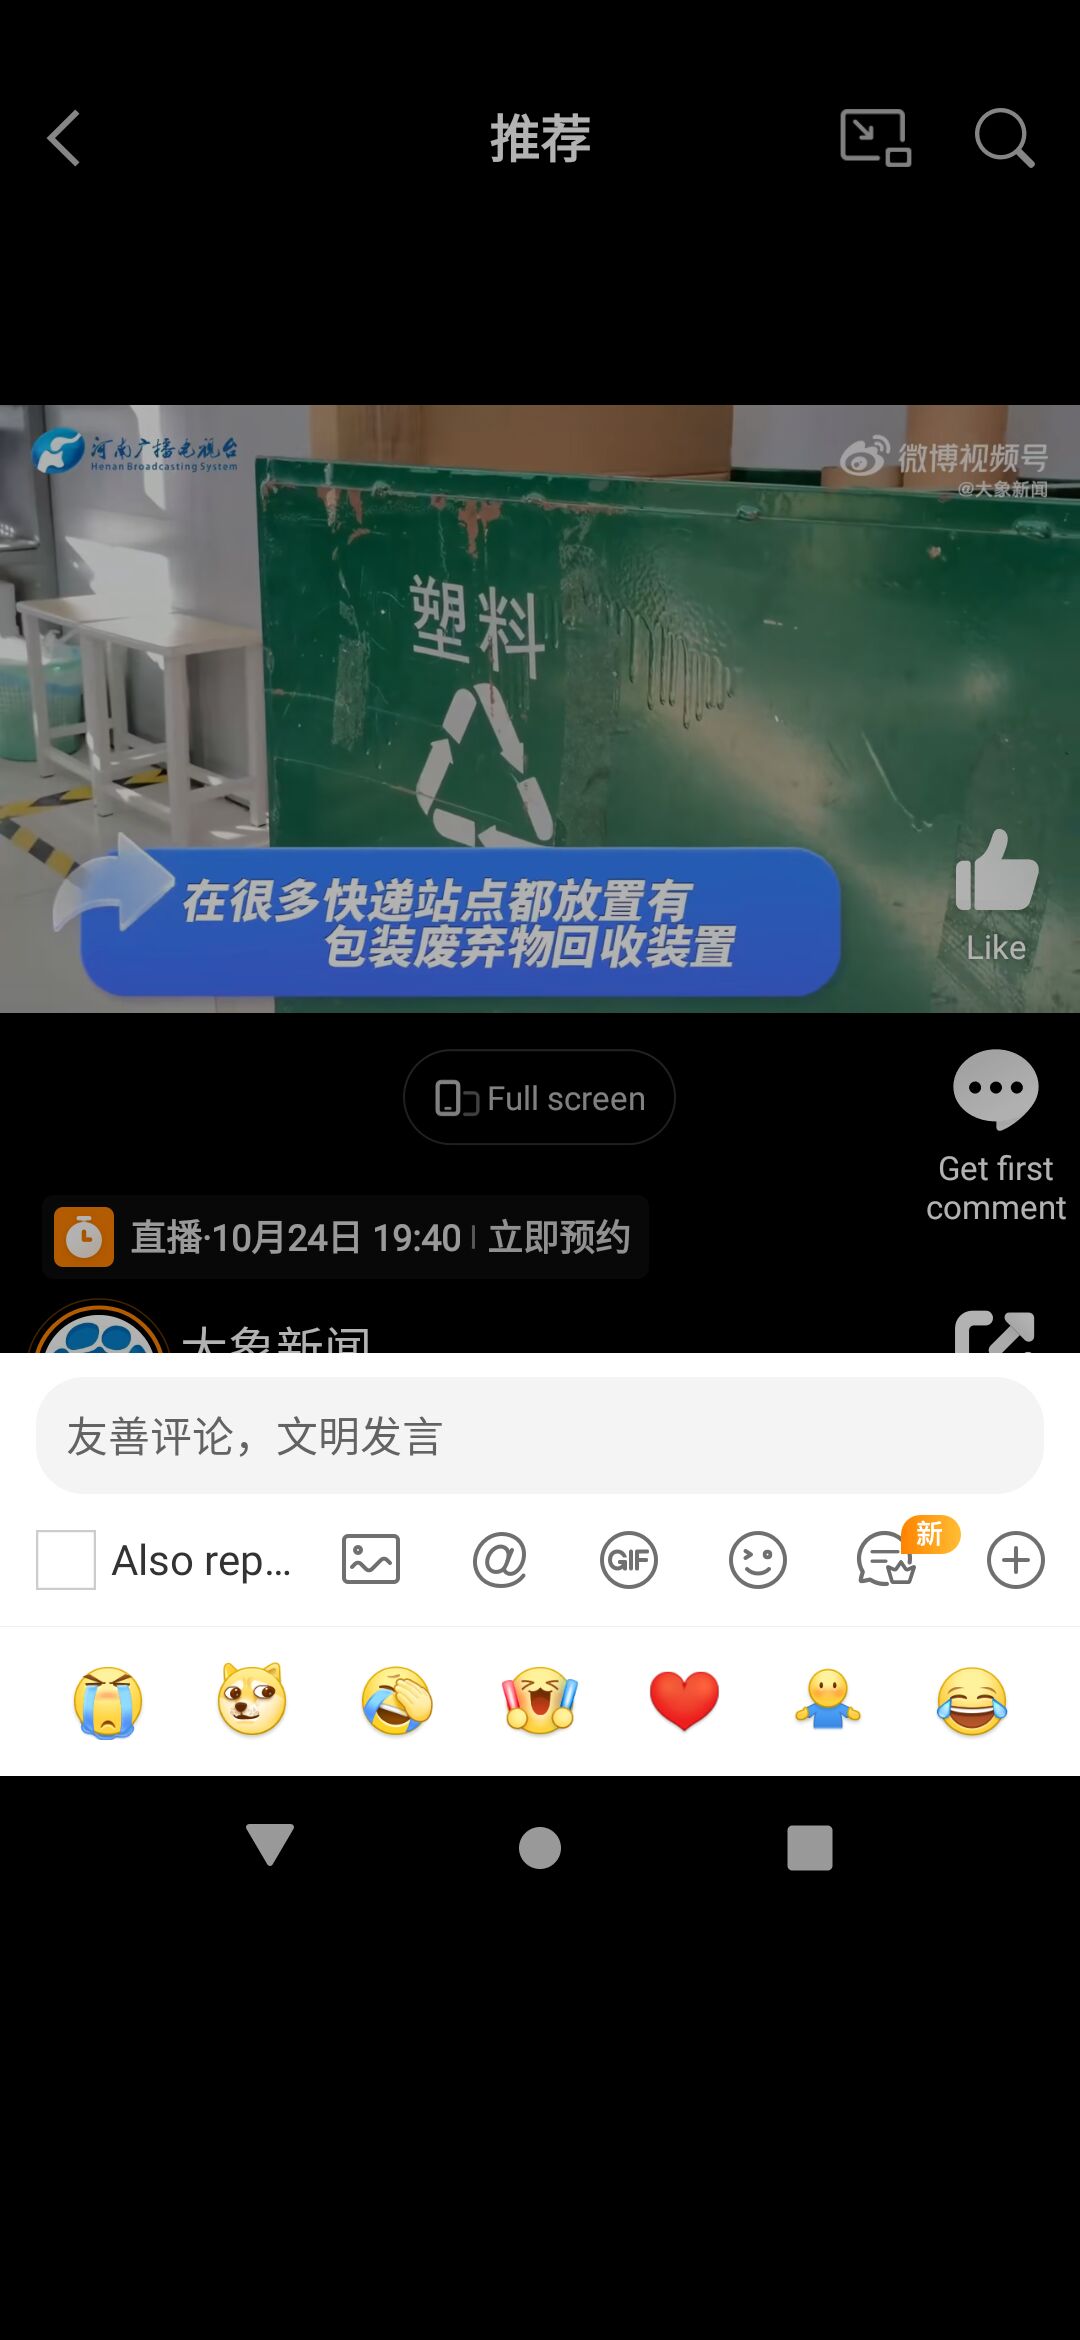 推荐
河南广播电视台
Henan Broadcasting System
微博视频号
@大象新闻
塑料
在很多快递站点都放置有
包装废弃物回收装置
Like
Full screen
Get first
comment
直播·10月24日 19:40 | 立即预约
大象新闻
友善评论，文明发言
Also rep...
GIF
新